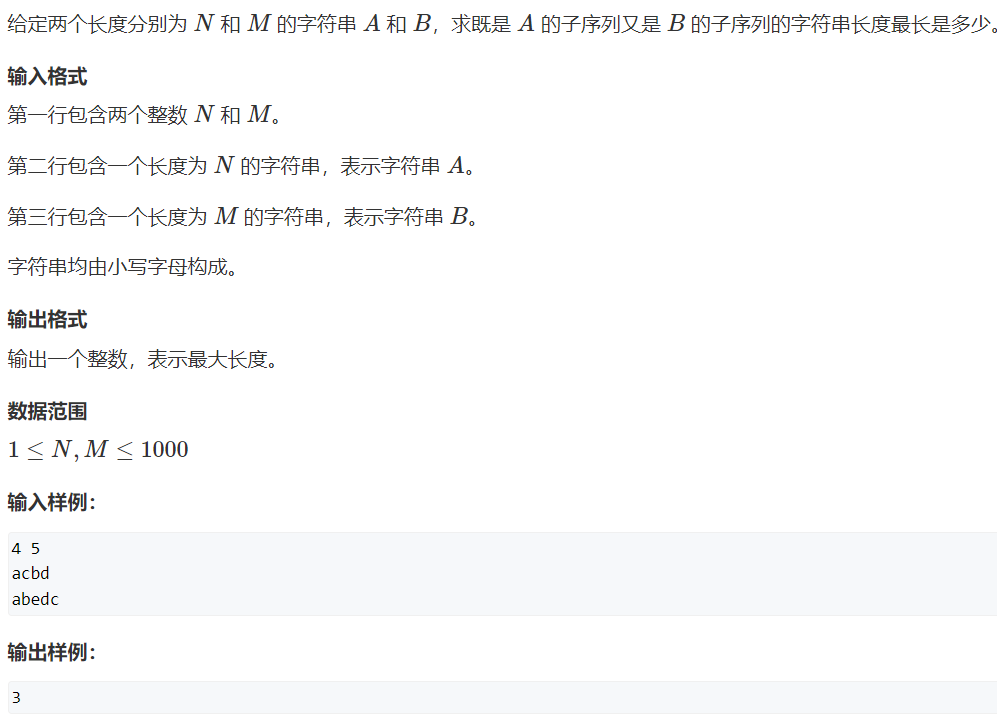 给定两个长度分别为 N 和 M 的字符串 A 和 B，求既是 A 的子序列又是 B 的子序列的字符串长度最长是多少。
输入格式
第一行包含两个整数 N 和 M。
第二行包含一个长度为 N 的字符串，表示字符串 A。
第三行包含一个长度为 M 的字符串，表示字符串 B。
字符串均由小写字母构成。
输出格式
输出一个整数，表示最大长度。
数据范围
1 ≤ N, M ≤ 1000
输入样例：
4 5
acbd
abedc
输出样例：
3